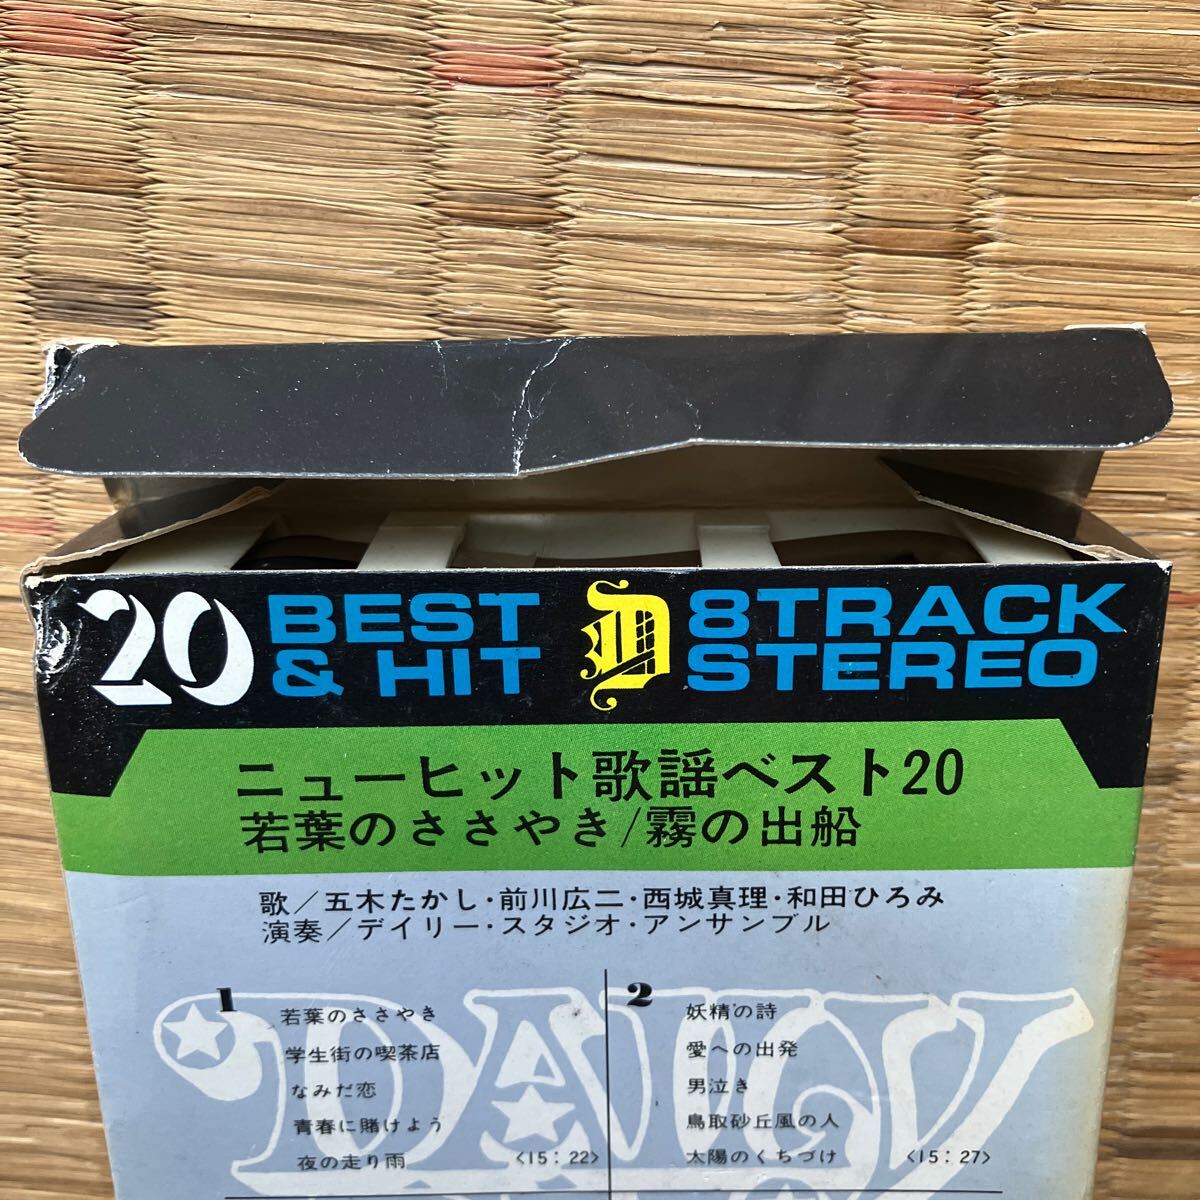 20 BEST & HIT D 8TRACK STEREO
ニューヒット歌謡ベスト20
若葉のささやき/霧の出船
歌/五木たかし・前川広二・西城真理・和田ひろみ
演奏/デイリー・スタジオ・アンサンブル
1
若葉のささやき
学生街の喫茶店
なみだ恋
青春に賭けよう
夜の走り雨 <15:22>
2
妖精の詩
愛への出発
男泣き
鳥取砂丘風の人
太陽のくちづけ <15:27>
DAILY